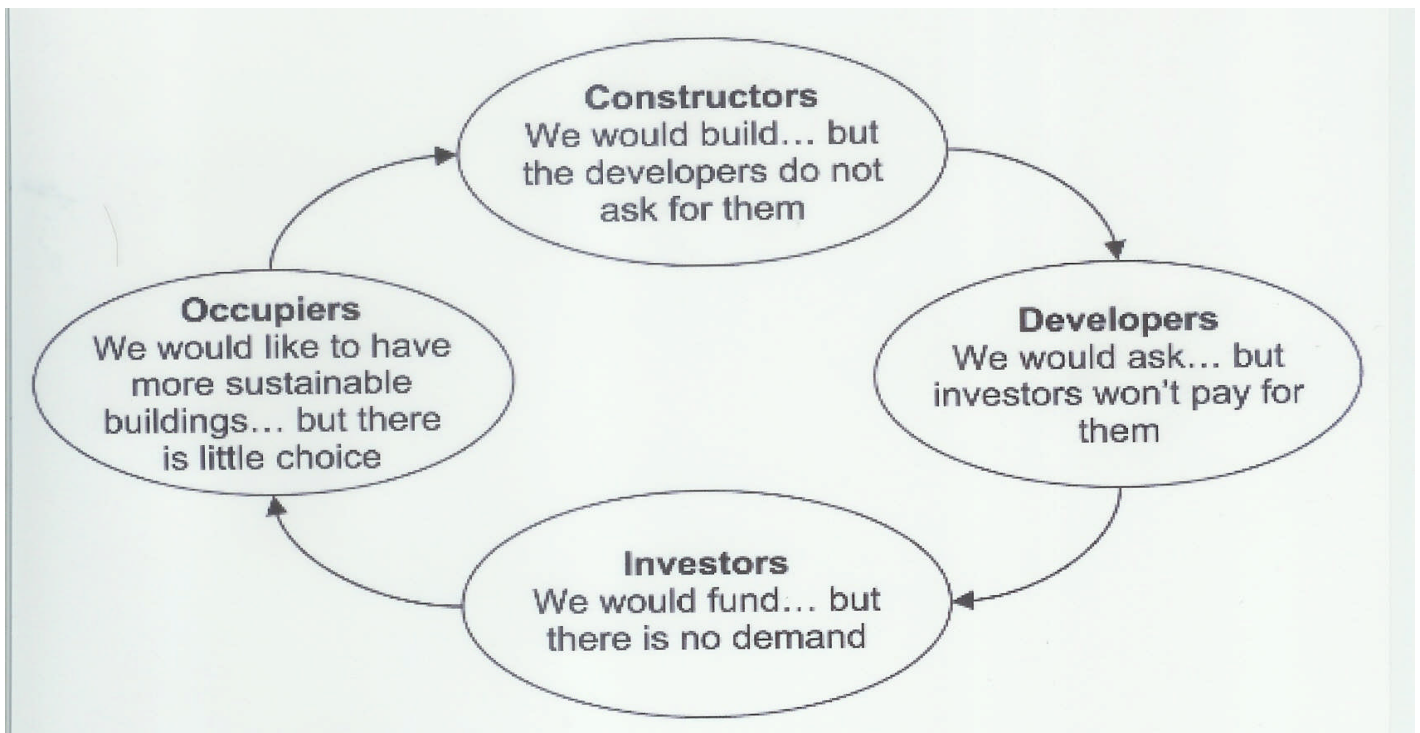 Constructors
We would build... but
the developers do not
ask for them
Occupiers
We would like to have
more sustainable
buildings... but there
is little choice
Developers
We would ask... but
investors won't pay for
them
Investors
We would fund... but
there is no demand